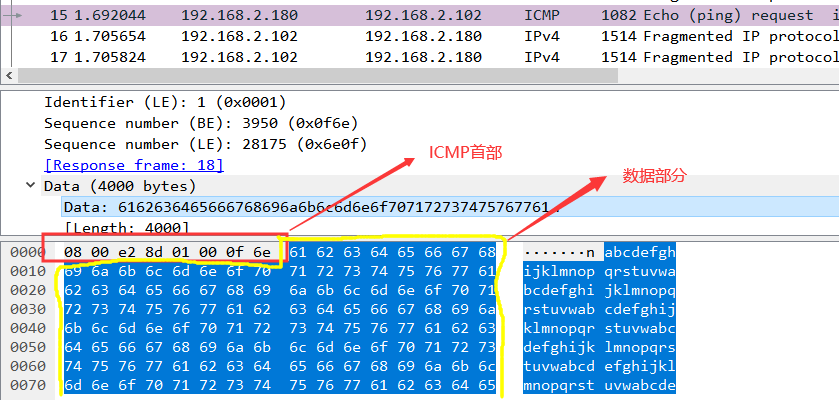 15 1.692044 192.168.2.180 192.168.2.102 ICMP 1082 Echo (ping) request i
16 1.705654 192.168.2.102 192.168.2.180 IPv4 1514 Fragmented IP protocol
17 1.705824 192.168.2.102 192.168.2.180 IPv4 1514 Fragmented IP protocol
Identifier (LE): 1 (0x0001)
Sequence number (BE): 3950 (0x0f6e)
Sequence number (LE): 28175 (0x6e0f)
[Response frame: 18]
ICMP首部
数据部分
Data (4000 bytes)
Data: 6162636465666768696a6b6c6d6e6f7071727374757677 61…
[Length: 4000]
0000 08 00 e2 8d 01 00 0f 6e 61 62 63 64 65 66 67 68 ·······n abcdefgh
0010 69 6a 6b 6c 6d 6e 6f 70 71 72 73 74 75 76 77 61 ijklmnop qrstuvwa
0020 62 63 64 65 66 67 68 69 6a 6b 6c 6d 6e 6f 70 71 bcdefghi jklmnopq
0030 72 73 74 75 76 77 61 62 63 64 65 66 67 68 69 6a rstuvwab cdefghij
0040 6b 6c 6d 6e 6f 70 71 72 73 74 75 76 77 61 62 63 klmnopqr stuvwabc
0050 64 65 66 67 68 69 6a 6b 6c 6d 6e 6f 70 71 72 73 defghijk lmnopqrs
0060 74 75 76 77 61 62 63 64 65 66 67 68 69 6a 6b 6c tuvwabcd efghijkl
0070 6d 6e 6f 70 71 72 73 74 75 76 77 61 62 63 64 65 mnopqrst uvwabcde